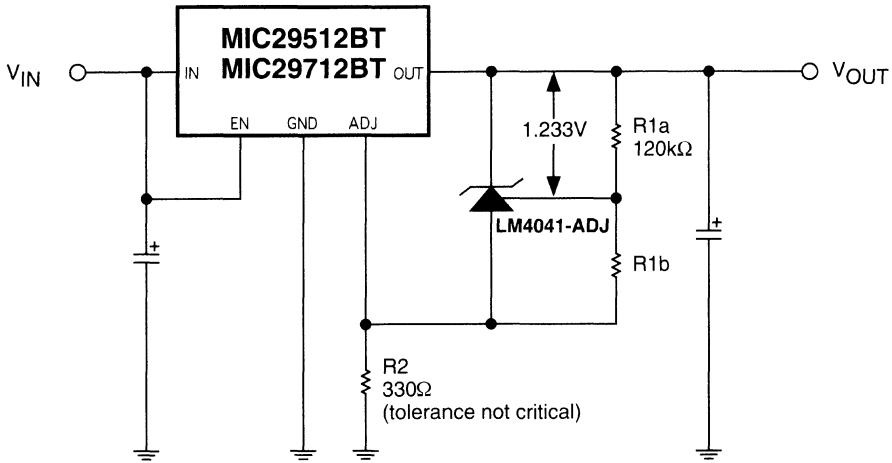 MIC29512BT
MIC29712BT
V_IN
IN
OUT
V_OUT
EN
GND
ADJ
1.233V
R1a
120kΩ
LM4041-ADJ
+
+
R1b
R2
330Ω
(tolerance not critical)